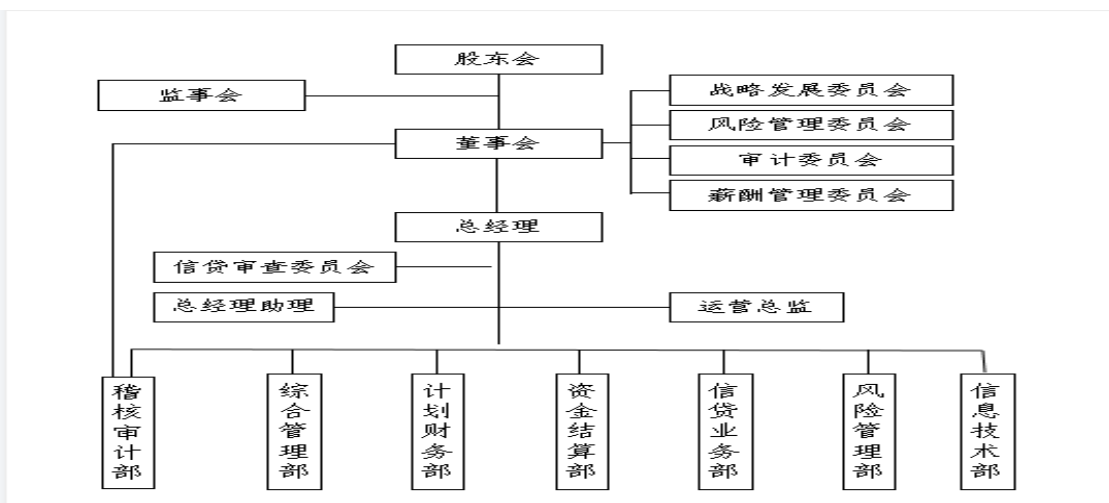 股东会
监事会
战略发展委员会
风险管理委员会
董事会
审计委员会
薪酬管理委员会
总经理
信贷审查委员会
总经理助理
运营总监
稽核审计部
综合管理部
计划财务部
资金结算部
信贷业务部
风险管理部
信息技术部